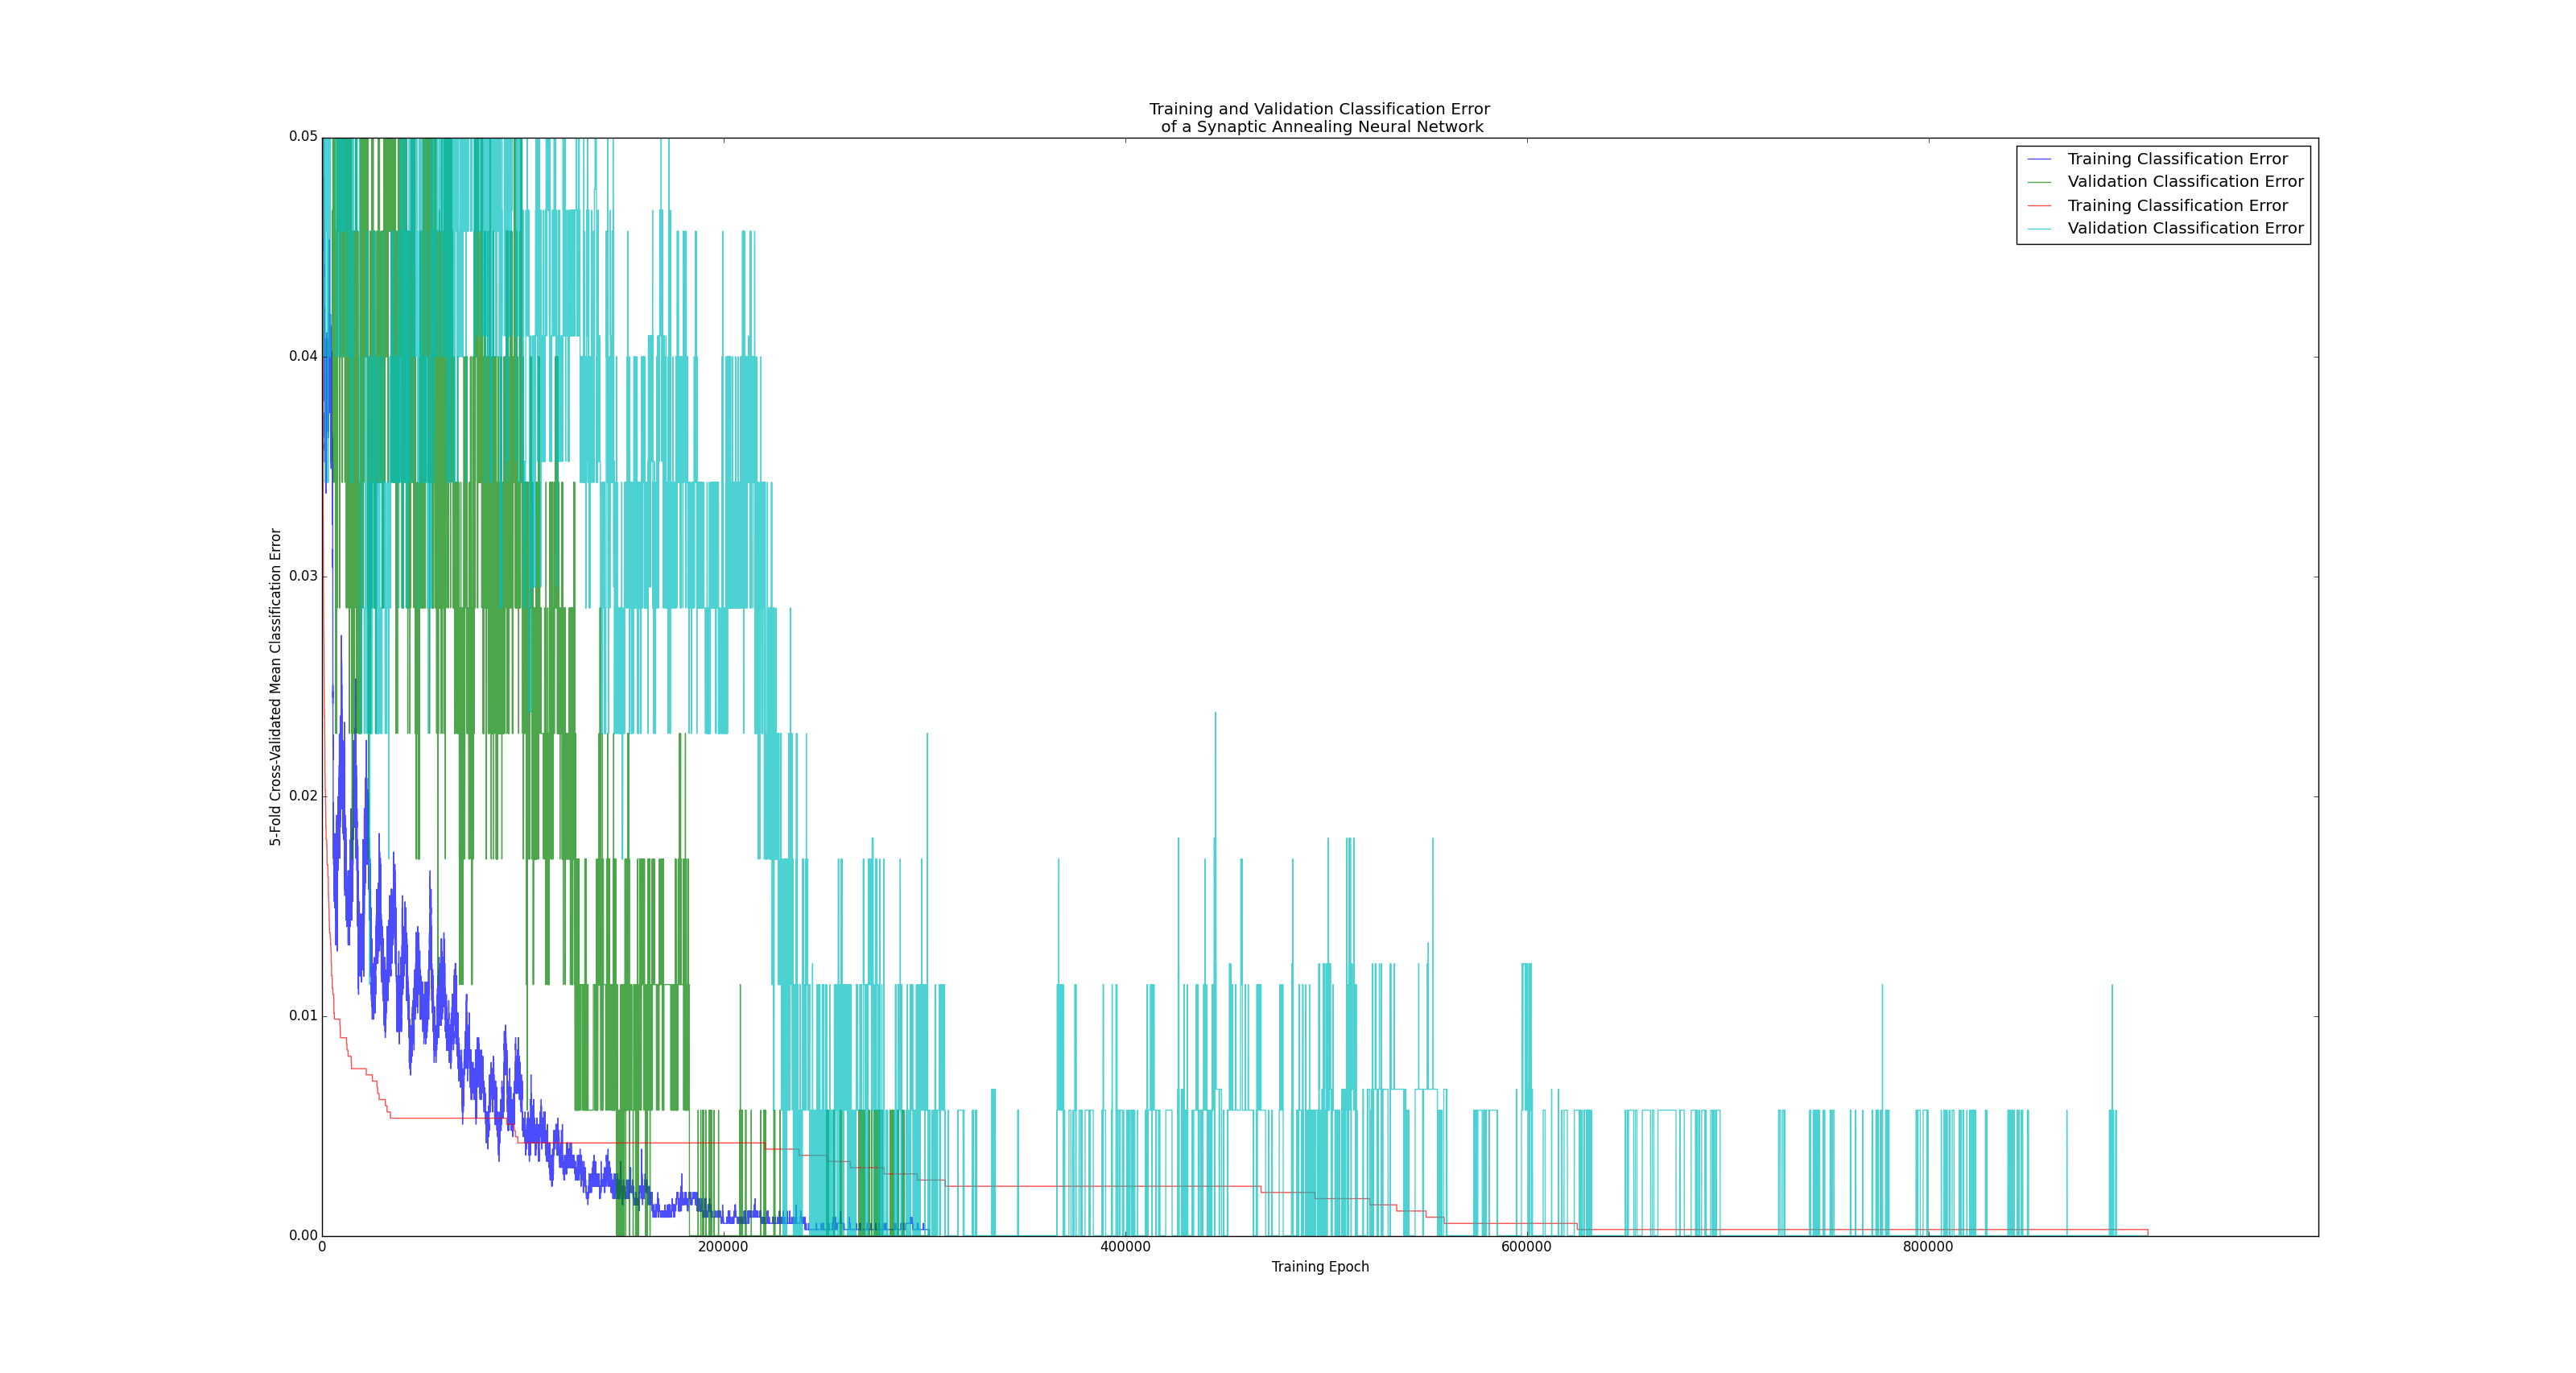 Training and Validation Classification Error
of a Synaptic Annealing Neural Network
0.05
0.04
0.03
0.02
0.01
0.00
5-Fold Cross-Validated Mean Classification Error
Training Classification Error
Validation Classification Error
Training Classification Error
Validation Classification Error
0
200000
400000
600000
800000
Training Epoch